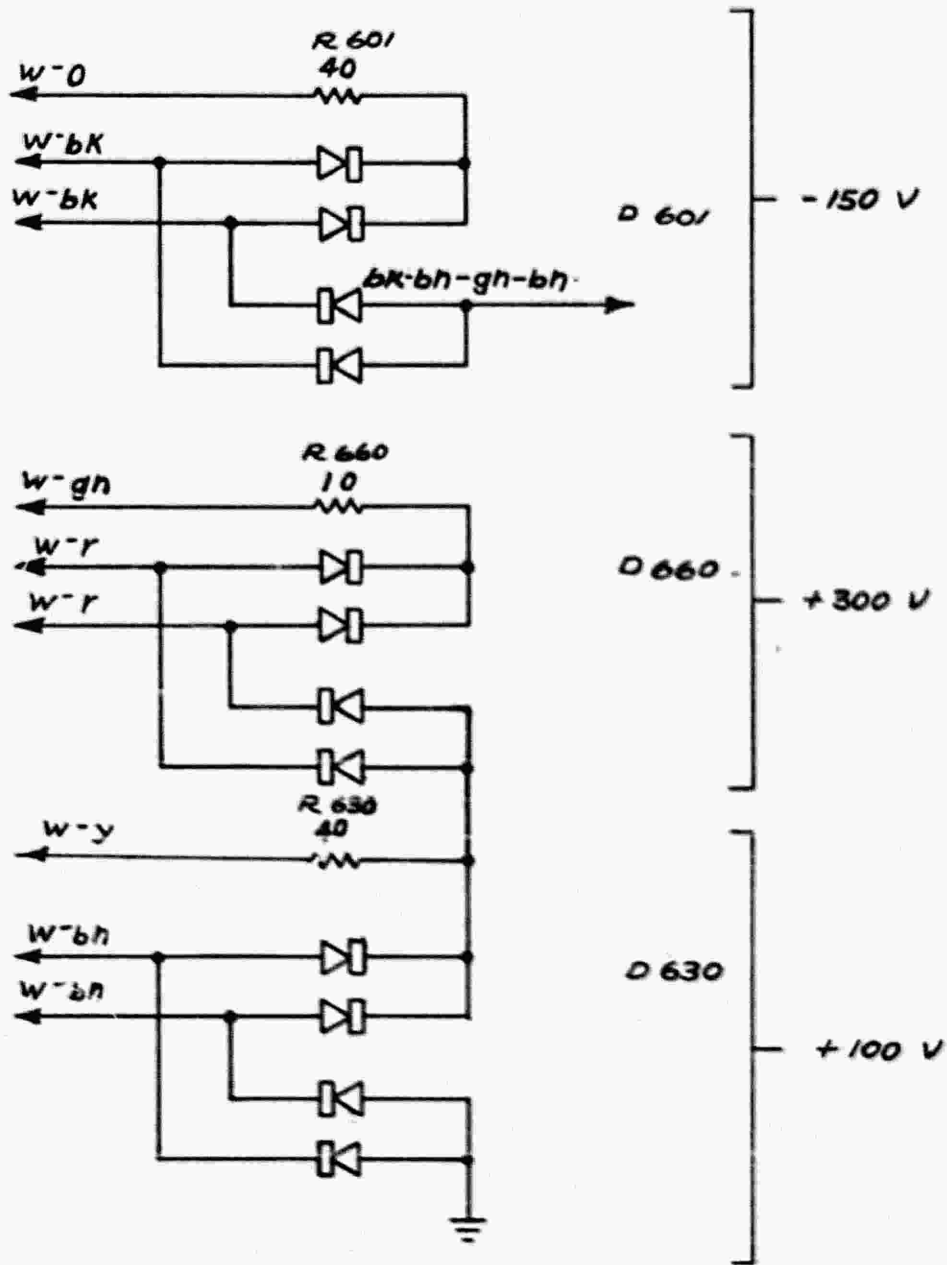 R 601
40
w-o
w-bk
w-bk
D 601
- 150 V
bk-bn-gn-bn
R 660
10
w-gn
w-r
D 660
w-r
+ 300 V
R 630
40
w-y
w-bn
D 630
w-bn
+ 100 V